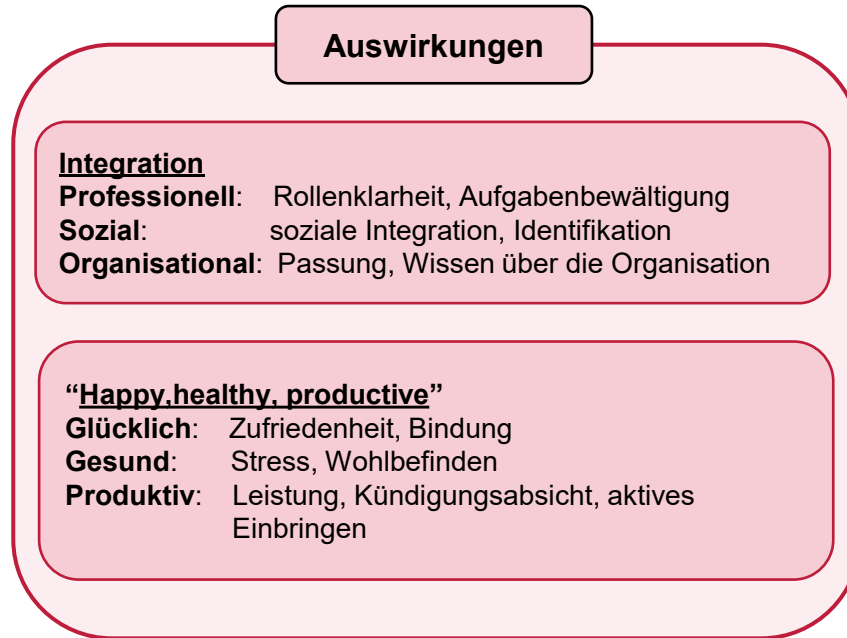 Auswirkungen
Integration
Professionell: Rollenklarheit, Aufgabenbewältigung
Sozial: soziale Integration, Identifikation
Organisational: Passung, Wissen über die Organisation
“Happy,healthy, productive”
Glücklich: Zufriedenheit, Bindung
Gesund: Stress, Wohlbefinden
Produktiv: Leistung, Kündigungsabsicht, aktives
Einbringen